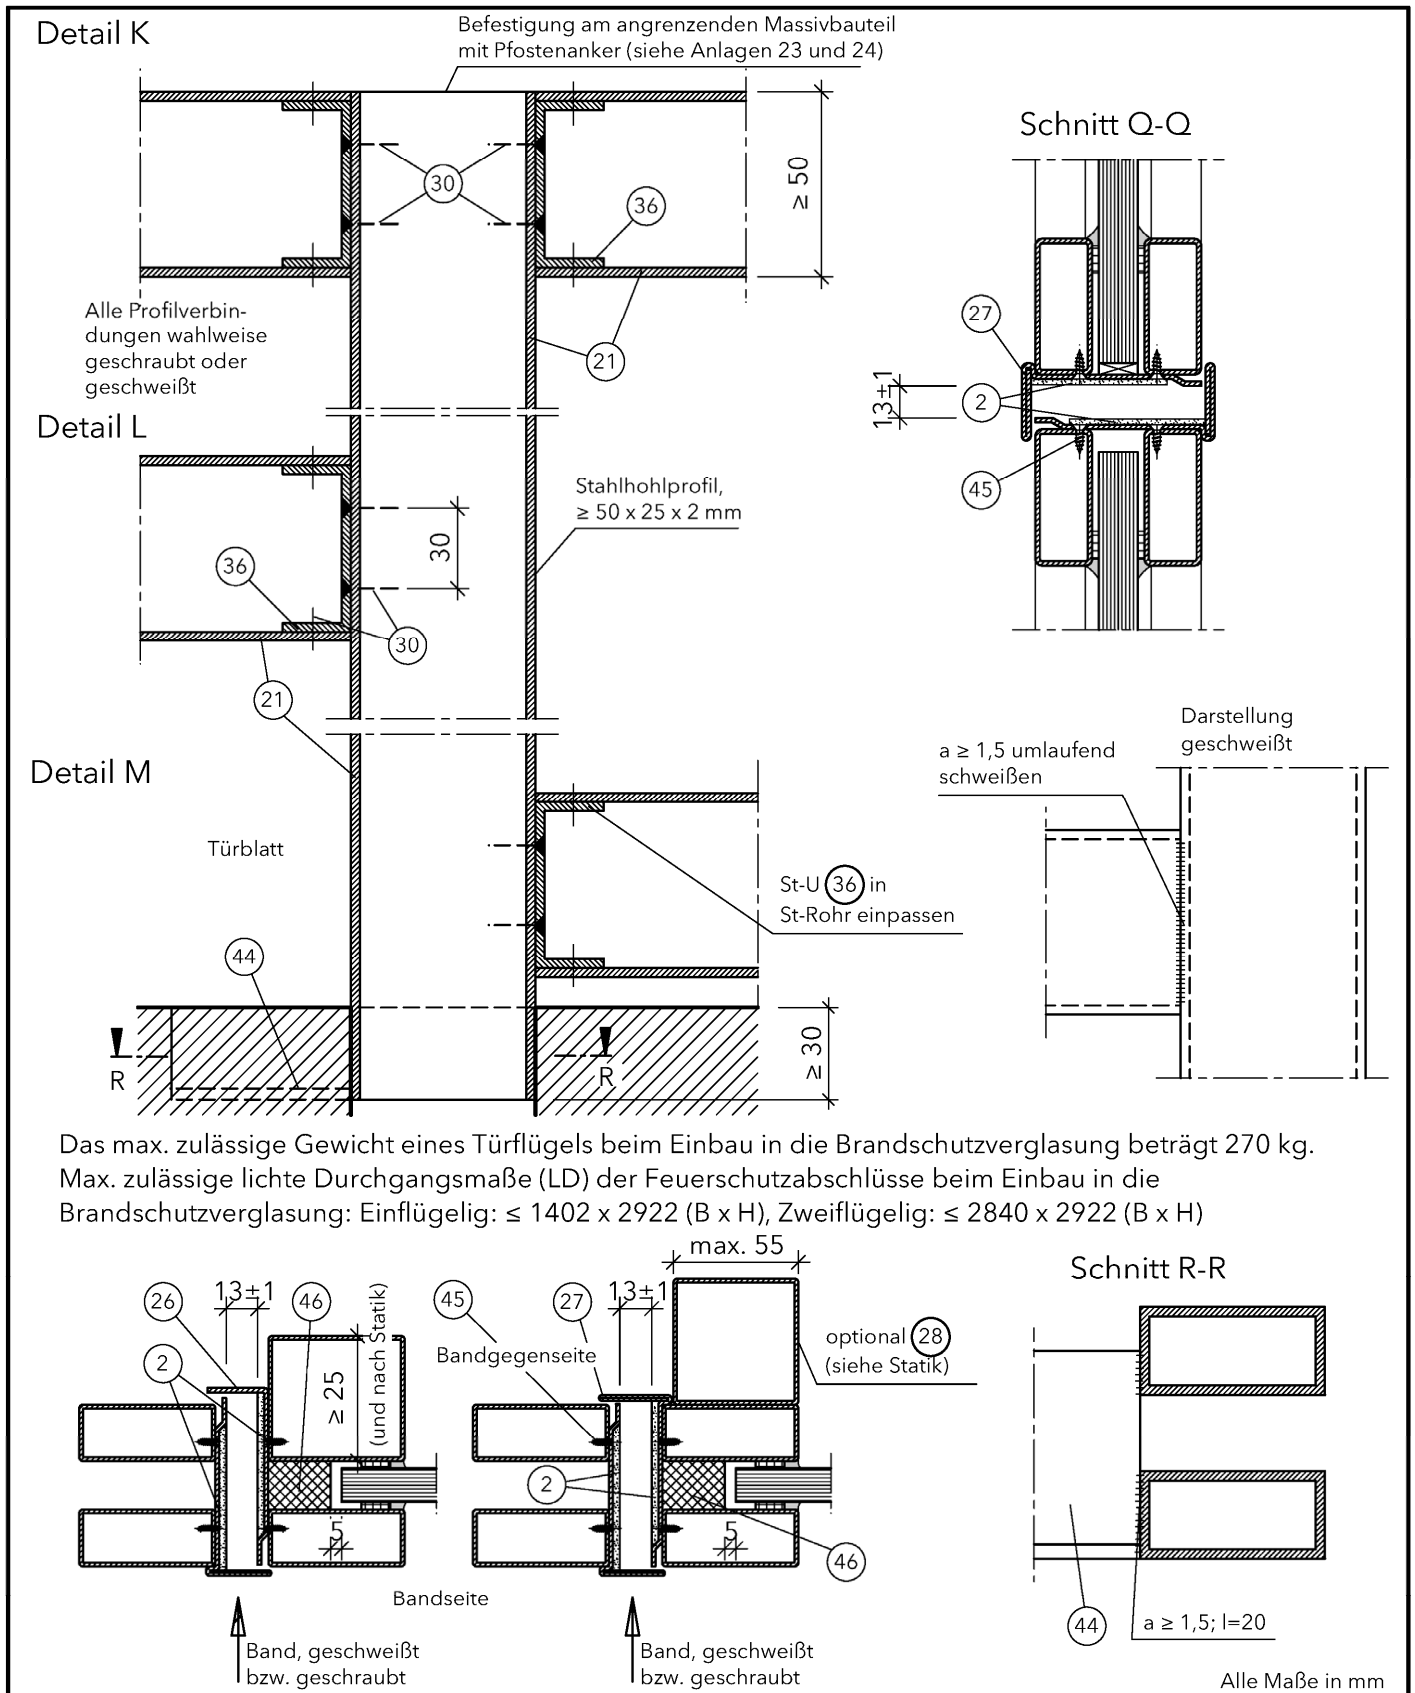 Detail K
Befestigung am angrenzenden Massivbauteil
mit Pfostenanker (siehe Anlagen 23 und 24)
Schnitt Q-Q
30
36
≥ 50
Alle Profilverbin-
dungen wahlweise
geschraubt oder
geschweißt
21
27
2
13±1
45
Detail L
Stahlhohlprofil,
≥ 50 x 25 x 2 mm
30
36
30
21
Darstellung
geschweißt
a ≥ 1,5 umlaufend
schweißen
Detail M
Türblatt
St-U 36 in
St-Rohr einpassen
44
R
R
≥ 30
Das max. zulässige Gewicht eines Türflügels beim Einbau in die Brandschutzverglasung beträgt 270 kg.
Max. zulässige lichte Durchgangsmaße (LD) der Feuerschutzabschlüsse beim Einbau in die
Brandschutzverglasung: Einflügelig: ≤ 1402 x 2922 (B x H), Zweiflügelig: ≤ 2840 x 2922 (B x H)
max. 55
Schnitt R-R
26
13±1
46
≥ 25
(und nach Statik)
45
27
13±1
optional 28
(siehe Statik)
Bandgegenseite
2
2
5
5
46
Bandseite
44
a ≥ 1,5; l=20
Band, geschweißt
bzw. geschraubt
Band, geschweißt
bzw. geschraubt
Alle Maße in mm